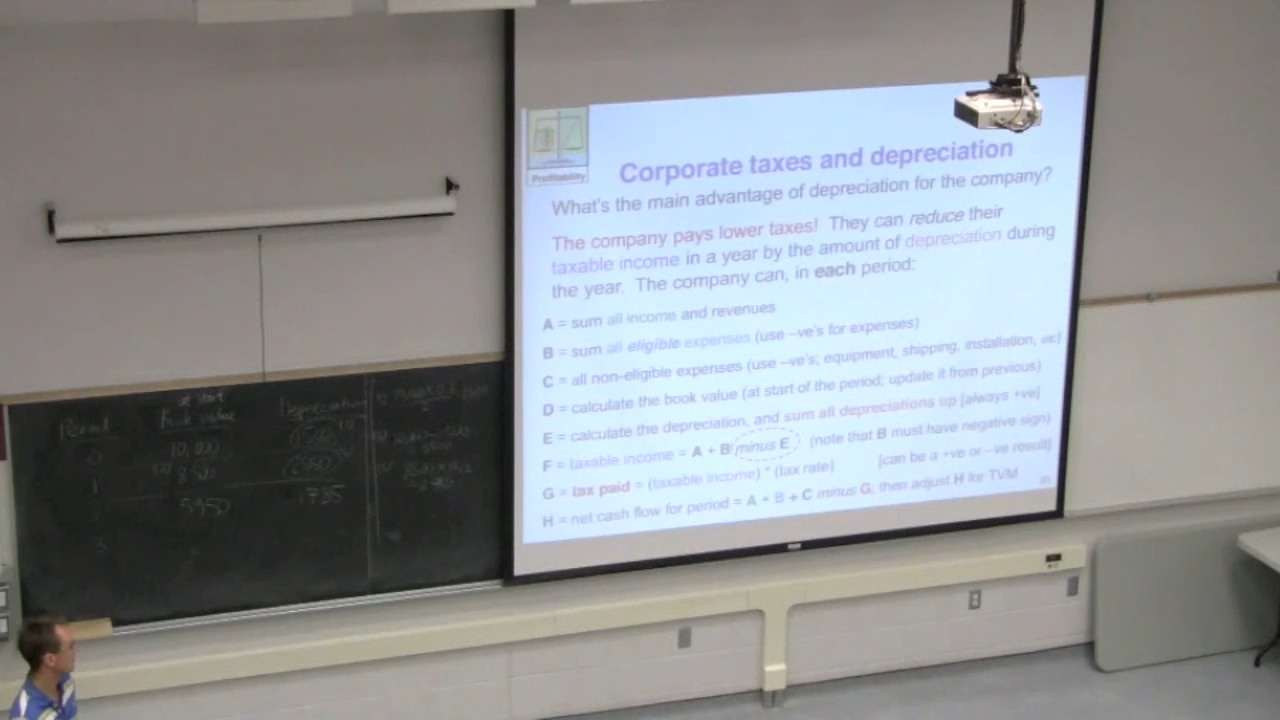 Profitability
Corporate taxes and depreciation
What's the main advantage of depreciation for the company?
The company pays lower taxes! They can reduce their
taxable income in a year by the amount of depreciation during
the year. The company can, in each period:
A = sum all income and revenues
B = sum all eligible expenses (use –ve's for expenses)
C = all non-eligible expenses (use –ve's; equipment, shipping, installation, etc)
D = calculate the book value (at start of the period; update it from previous)
E = calculate the depreciation, and sum all depreciations up [always +ve]
F = taxable income = A + B minus E (note that B must have negative sign)
G = tax paid = (taxable income) * (tax rate) [can be a +ve or –ve result]
H = net cash flow for period = A + B + C minus G; then adjust H for TVM
at start
Period Book value Depreciation
0 10,000 1500
1 8500 2550
5950 1785
3